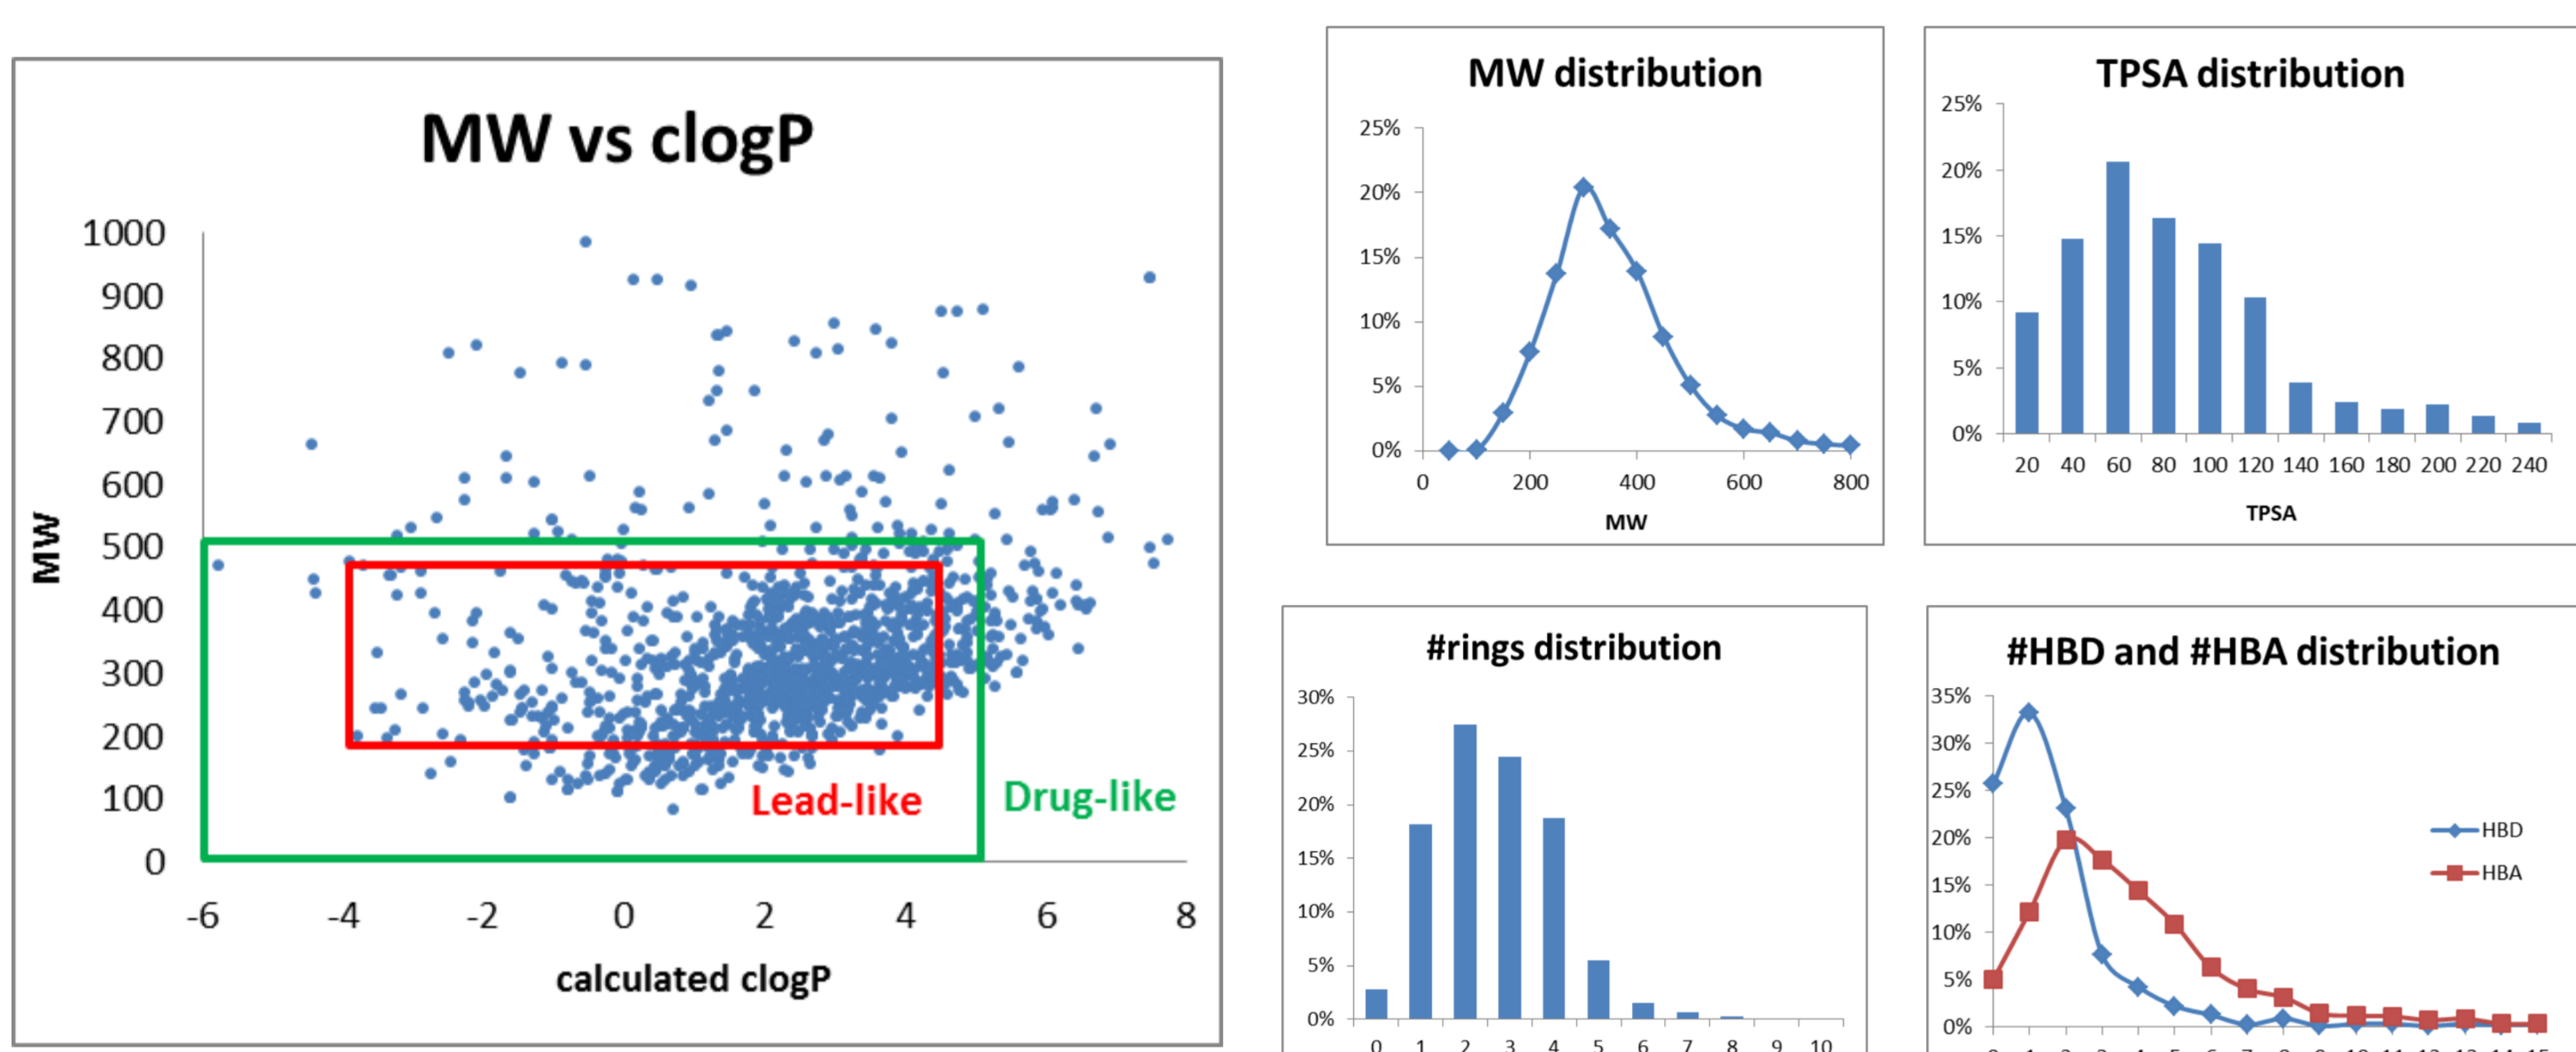 MW vs clogP
1000
900
800
700
600
500
400
300
200
100
0
MW
-6 -4 -2 0 2 4 6 8
calculated clogP
Lead-like
Drug-like
MW distribution
25%
20%
15%
10%
5%
0%
0 200 400 600 800
MW
TPSA distribution
25%
20%
15%
10%
5%
0%
20 40 60 80 100 120 140 160 180 200 220 240
TPSA
#rings distribution
30%
25%
20%
15%
10%
5%
0%
0 1 2 3 4 5 6 7 8 9 10
#HBD and #HBA distribution
35%
30%
25%
20%
15%
10%
5%
0%
HBD
HBA